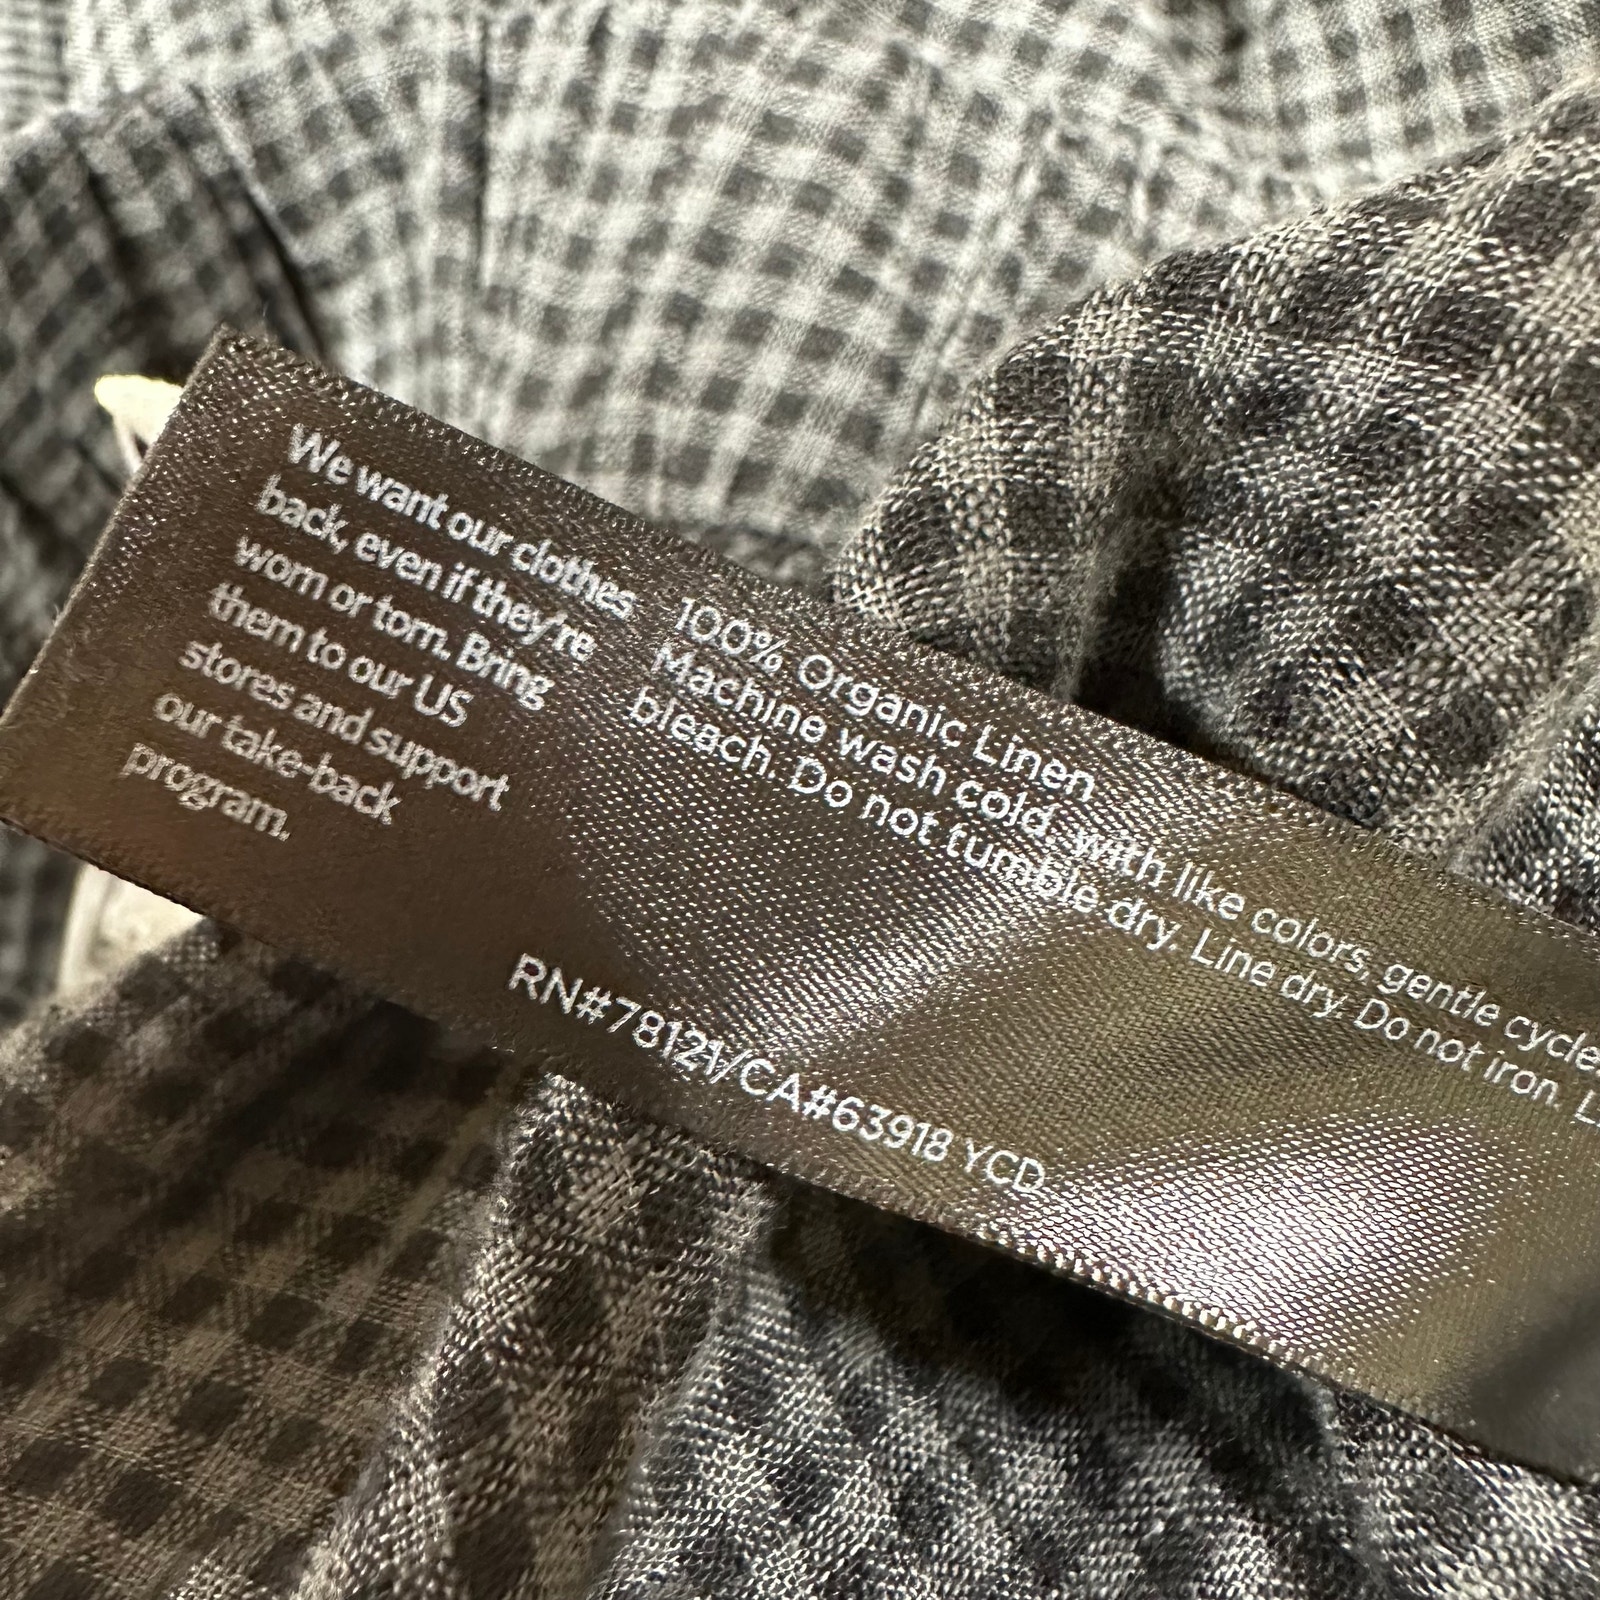 We want our clothes
back, even if they're
worn or torn. Bring
them to our US
stores and support
our take-back
program.
100% Organic Linen
Machine wash cold, with like colors, gentle cycle.
bleach. Do not tumble dry. Line dry. Do not iron.
RN#78121/CA#63918 YCD